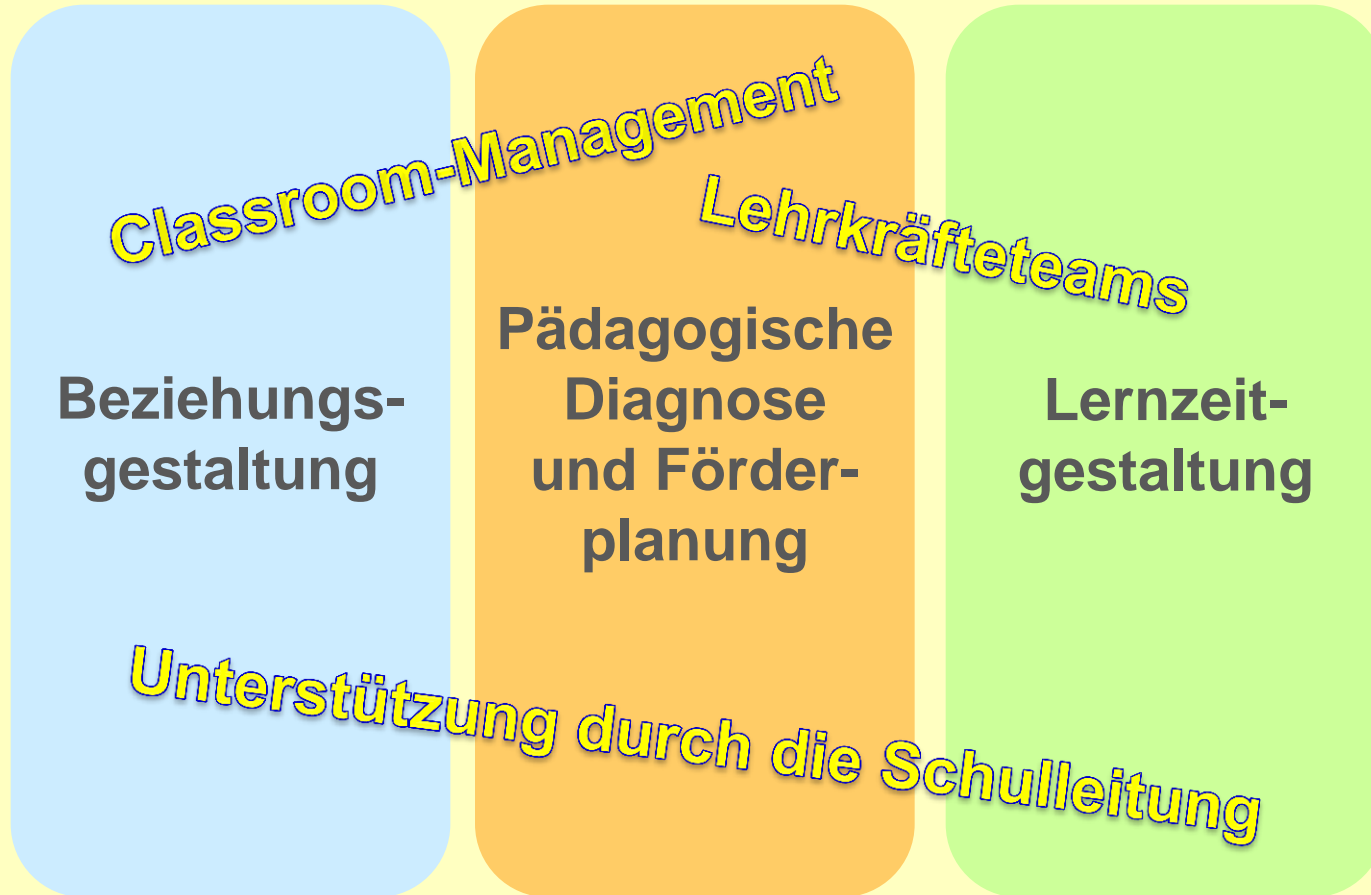 Classroom-Management
Lehrkräfteteams
Beziehungs-
gestaltung
Pädagogische
Diagnose
und Förder-
planung
Lernzeit-
gestaltung
Unterstützung durch die Schulleitung